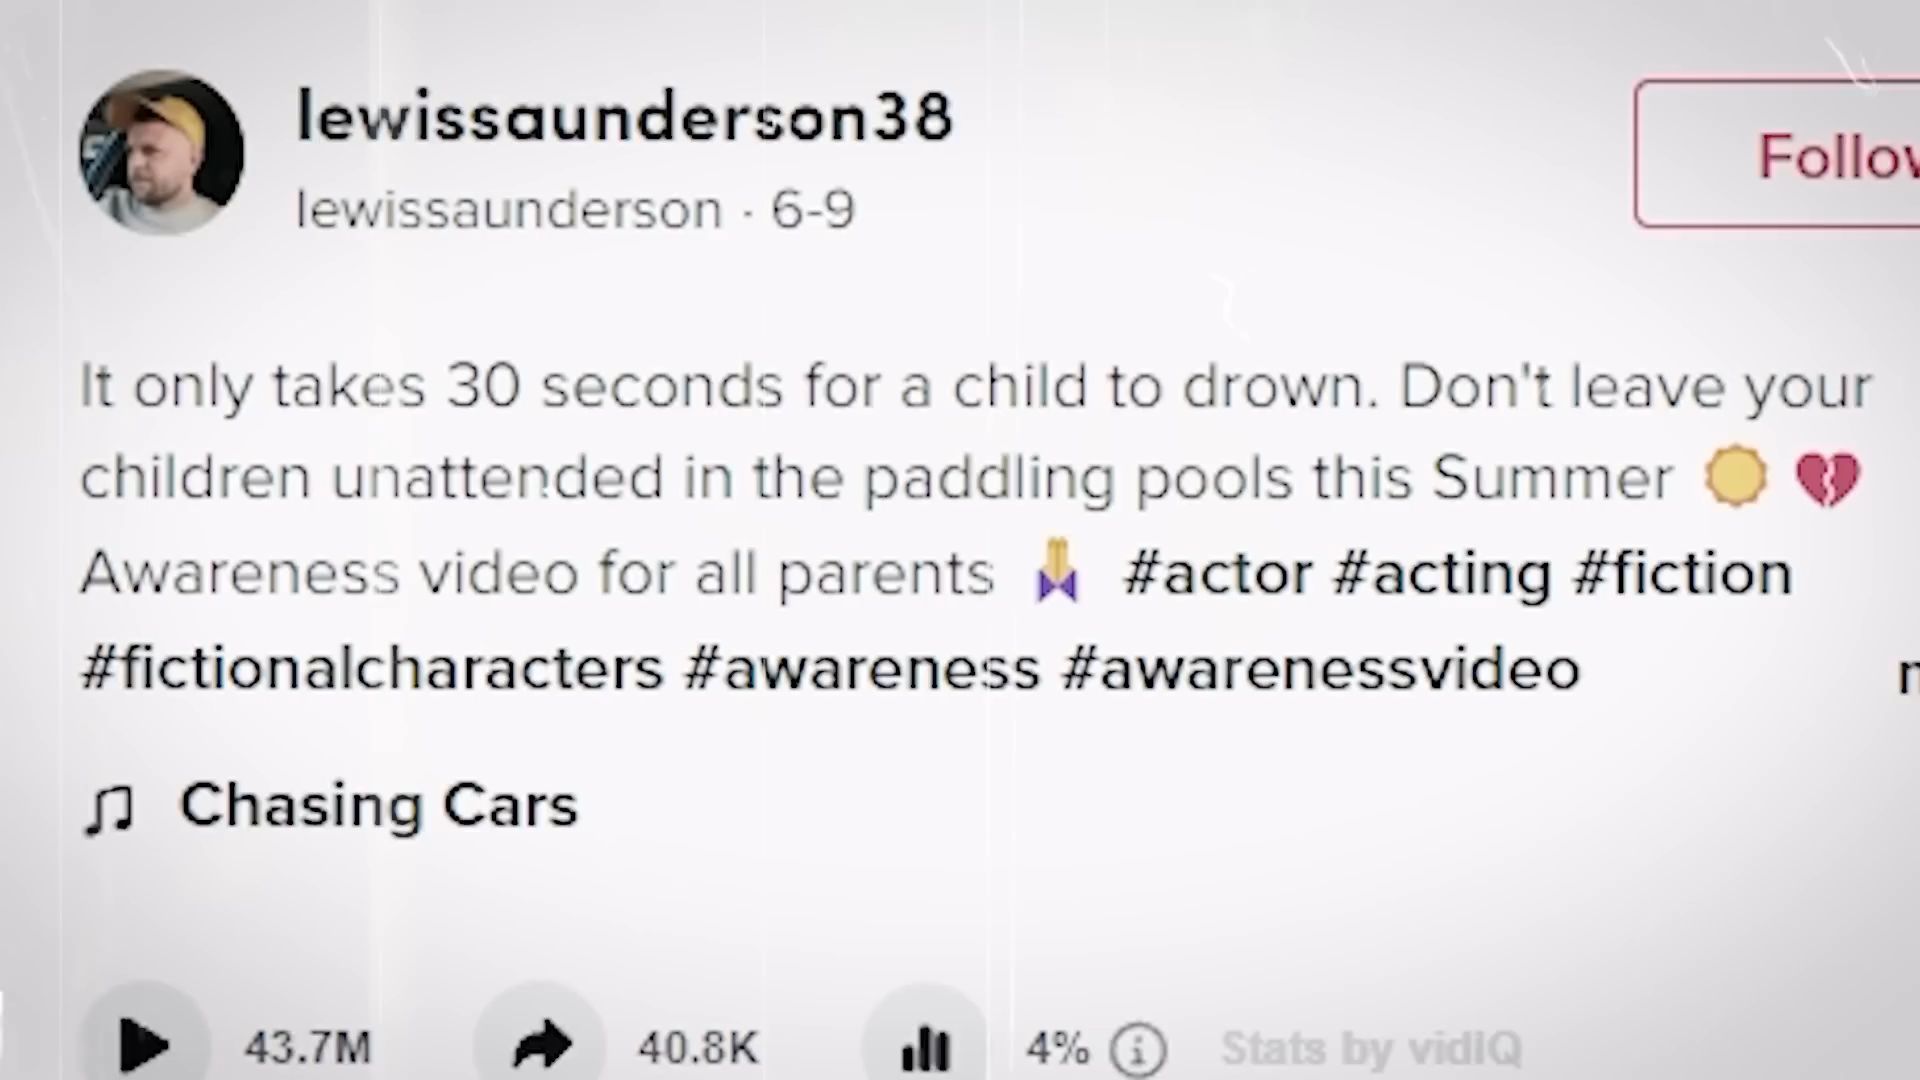 lewissaunderson38
lewissaunderson · 6-9
Follow
It only takes 30 seconds for a child to drown. Don't leave your
children unattended in the paddling pools this Summer
Awareness video for all parents #actor #acting #fiction
#fictionalcharacters #awareness #awarenessvideo
Chasing Cars
43.7M 40.8K 4% Stats by vidIQ